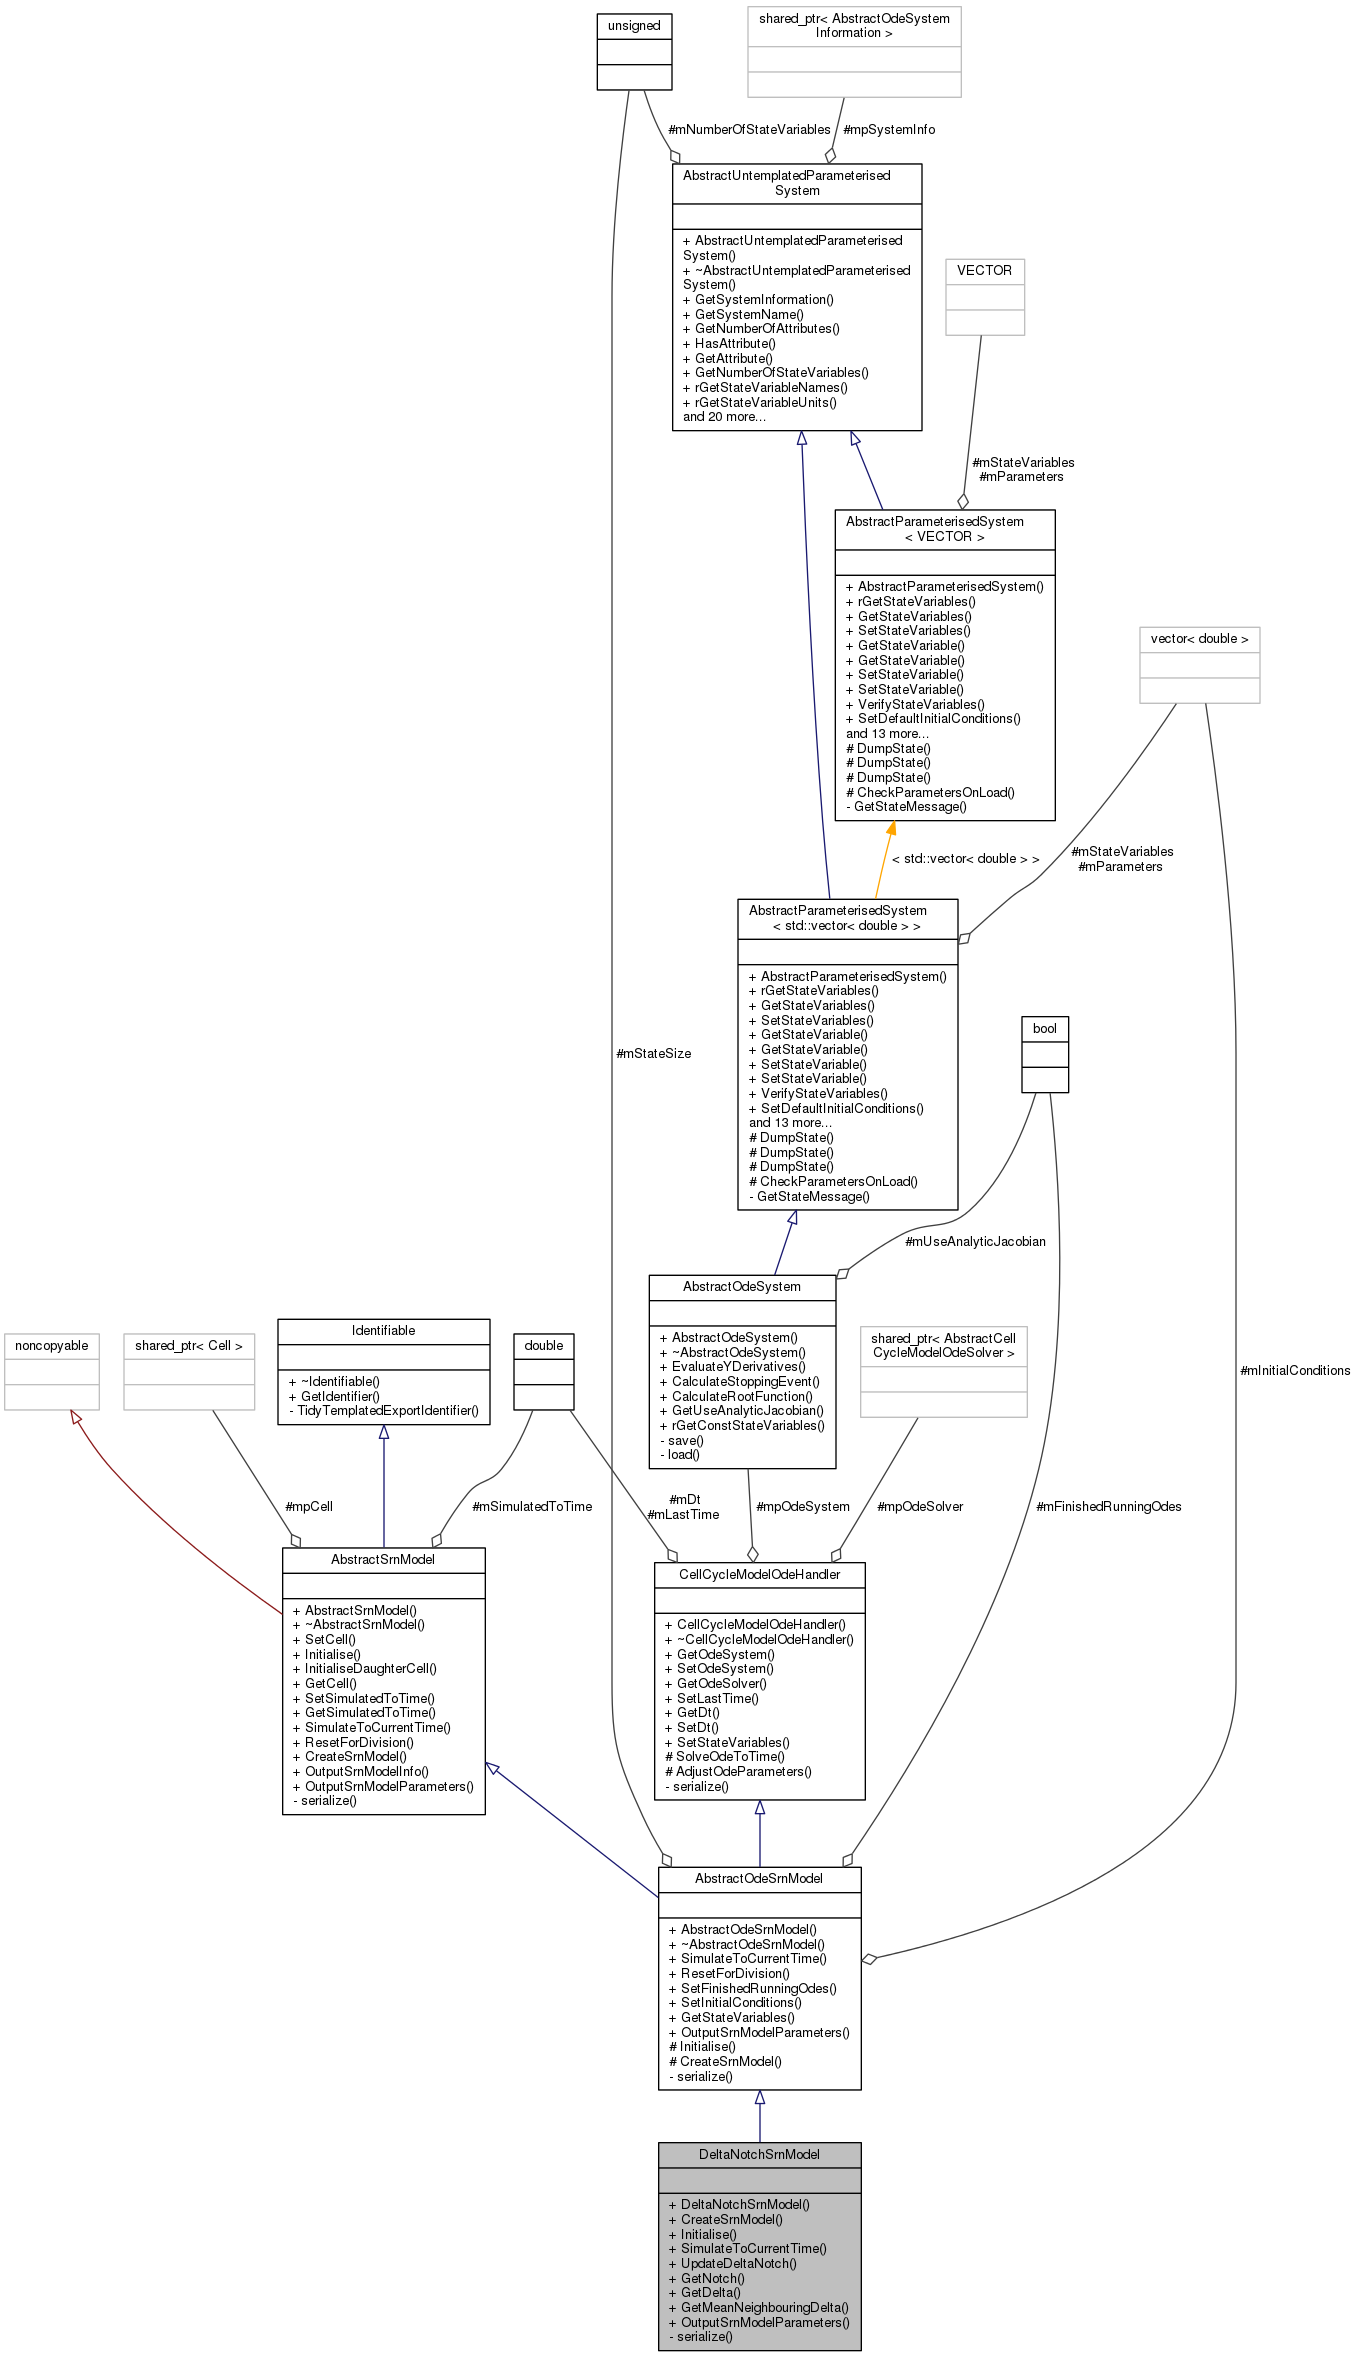 unsigned
shared_ptr< AbstractOdeSystem
Information >
#mNumberOfStateVariables
#mpSystemInfo
AbstractUntemplatedParameterised
System
+ AbstractUntemplatedParameterised
System()
+ ~AbstractUntemplatedParameterised
System()
+ GetSystemInformation()
+ GetSystemName()
+ GetNumberOfAttributes()
+ HasAttribute()
+ GetAttribute()
+ GetNumberOfStateVariables()
+ rGetStateVariableNames()
+ rGetStateVariableUnits()
and 20 more...
VECTOR
#mStateVariables
#mParameters
AbstractParameterisedSystem
< VECTOR >
+ AbstractParameterisedSystem()
+ rGetStateVariables()
+ GetStateVariables()
+ SetStateVariables()
+ GetStateVariable()
+ GetStateVariable()
+ SetStateVariable()
+ SetStateVariable()
+ VerifyStateVariables()
+ SetDefaultInitialConditions()
and 13 more...
# DumpState()
# DumpState()
# DumpState()
# CheckParametersOnLoad()
- GetStateMessage()
vector< double >
< std::vector< double > >
#mStateVariables
#mParameters
AbstractParameterisedSystem
< std::vector< double > >
+ AbstractParameterisedSystem()
+ rGetStateVariables()
+ GetStateVariables()
+ SetStateVariables()
+ GetStateVariable()
+ GetStateVariable()
+ SetStateVariable()
+ SetStateVariable()
+ VerifyStateVariables()
+ SetDefaultInitialConditions()
and 13 more...
# DumpState()
# DumpState()
# DumpState()
# CheckParametersOnLoad()
- GetStateMessage()
#mStateSize
bool
#mUseAnalyticJacobian
AbstractOdeSystem
+ AbstractOdeSystem()
+ ~AbstractOdeSystem()
+ EvaluateYDerivatives()
+ CalculateStoppingEvent()
+ CalculateRootFunction()
+ GetUseAnalyticJacobian()
+ rGetConstStateVariables()
- save()
- load()
noncopyable
shared_ptr< Cell >
Identifiable
+ ~Identifiable()
+ GetIdentifier()
- TidyTemplatedExportIdentifier()
double
shared_ptr< AbstractCell
CycleModelOdeSolver >
#mInitialConditions
#mpCell
#mSimulatedToTime
#mDt
#mLastTime
#mpOdeSystem
#mpOdeSolver
#mFinishedRunningOdes
AbstractSrnModel
+ AbstractSrnModel()
+ ~AbstractSrnModel()
+ SetCell()
+ Initialise()
+ InitialiseDaughterCell()
+ GetCell()
+ SetSimulatedToTime()
+ GetSimulatedToTime()
+ SimulateToCurrentTime()
+ ResetForDivision()
+ CreateSrnModel()
+ OutputSrnModelInfo()
+ OutputSrnModelParameters()
- serialize()
CellCycleModelOdeHandler
+ CellCycleModelOdeHandler()
+ ~CellCycleModelOdeHandler()
+ GetOdeSystem()
+ SetOdeSystem()
+ GetOdeSolver()
+ SetLastTime()
+ GetDt()
+ SetDt()
+ SetStateVariables()
# SolveOdeToTime()
# AdjustOdeParameters()
- serialize()
AbstractOdeSrnModel
+ AbstractOdeSrnModel()
+ ~AbstractOdeSrnModel()
+ SimulateToCurrentTime()
+ ResetForDivision()
+ SetFinishedRunningOdes()
+ SetInitialConditions()
+ GetStateVariables()
+ OutputSrnModelParameters()
# Initialise()
# CreateSrnModel()
- serialize()
DeltaNotchSrnModel
+ DeltaNotchSrnModel()
+ CreateSrnModel()
+ Initialise()
+ SimulateToCurrentTime()
+ UpdateDeltaNotch()
+ GetNotch()
+ GetDelta()
+ GetMeanNeighbouringDelta()
+ OutputSrnModelParameters()
- serialize()